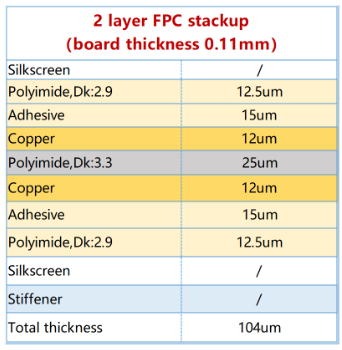 2 layer FPC stackup
(board thickness 0.11mm)
Silkscreen /
Polyimide,Dk:2.9 12.5um
Adhesive 15um
Copper 12um
Polyimide,Dk:3.3 25um
Copper 12um
Adhesive 15um
Polyimide,Dk:2.9 12.5um
Silkscreen /
Stiffener /
Total thickness 104um